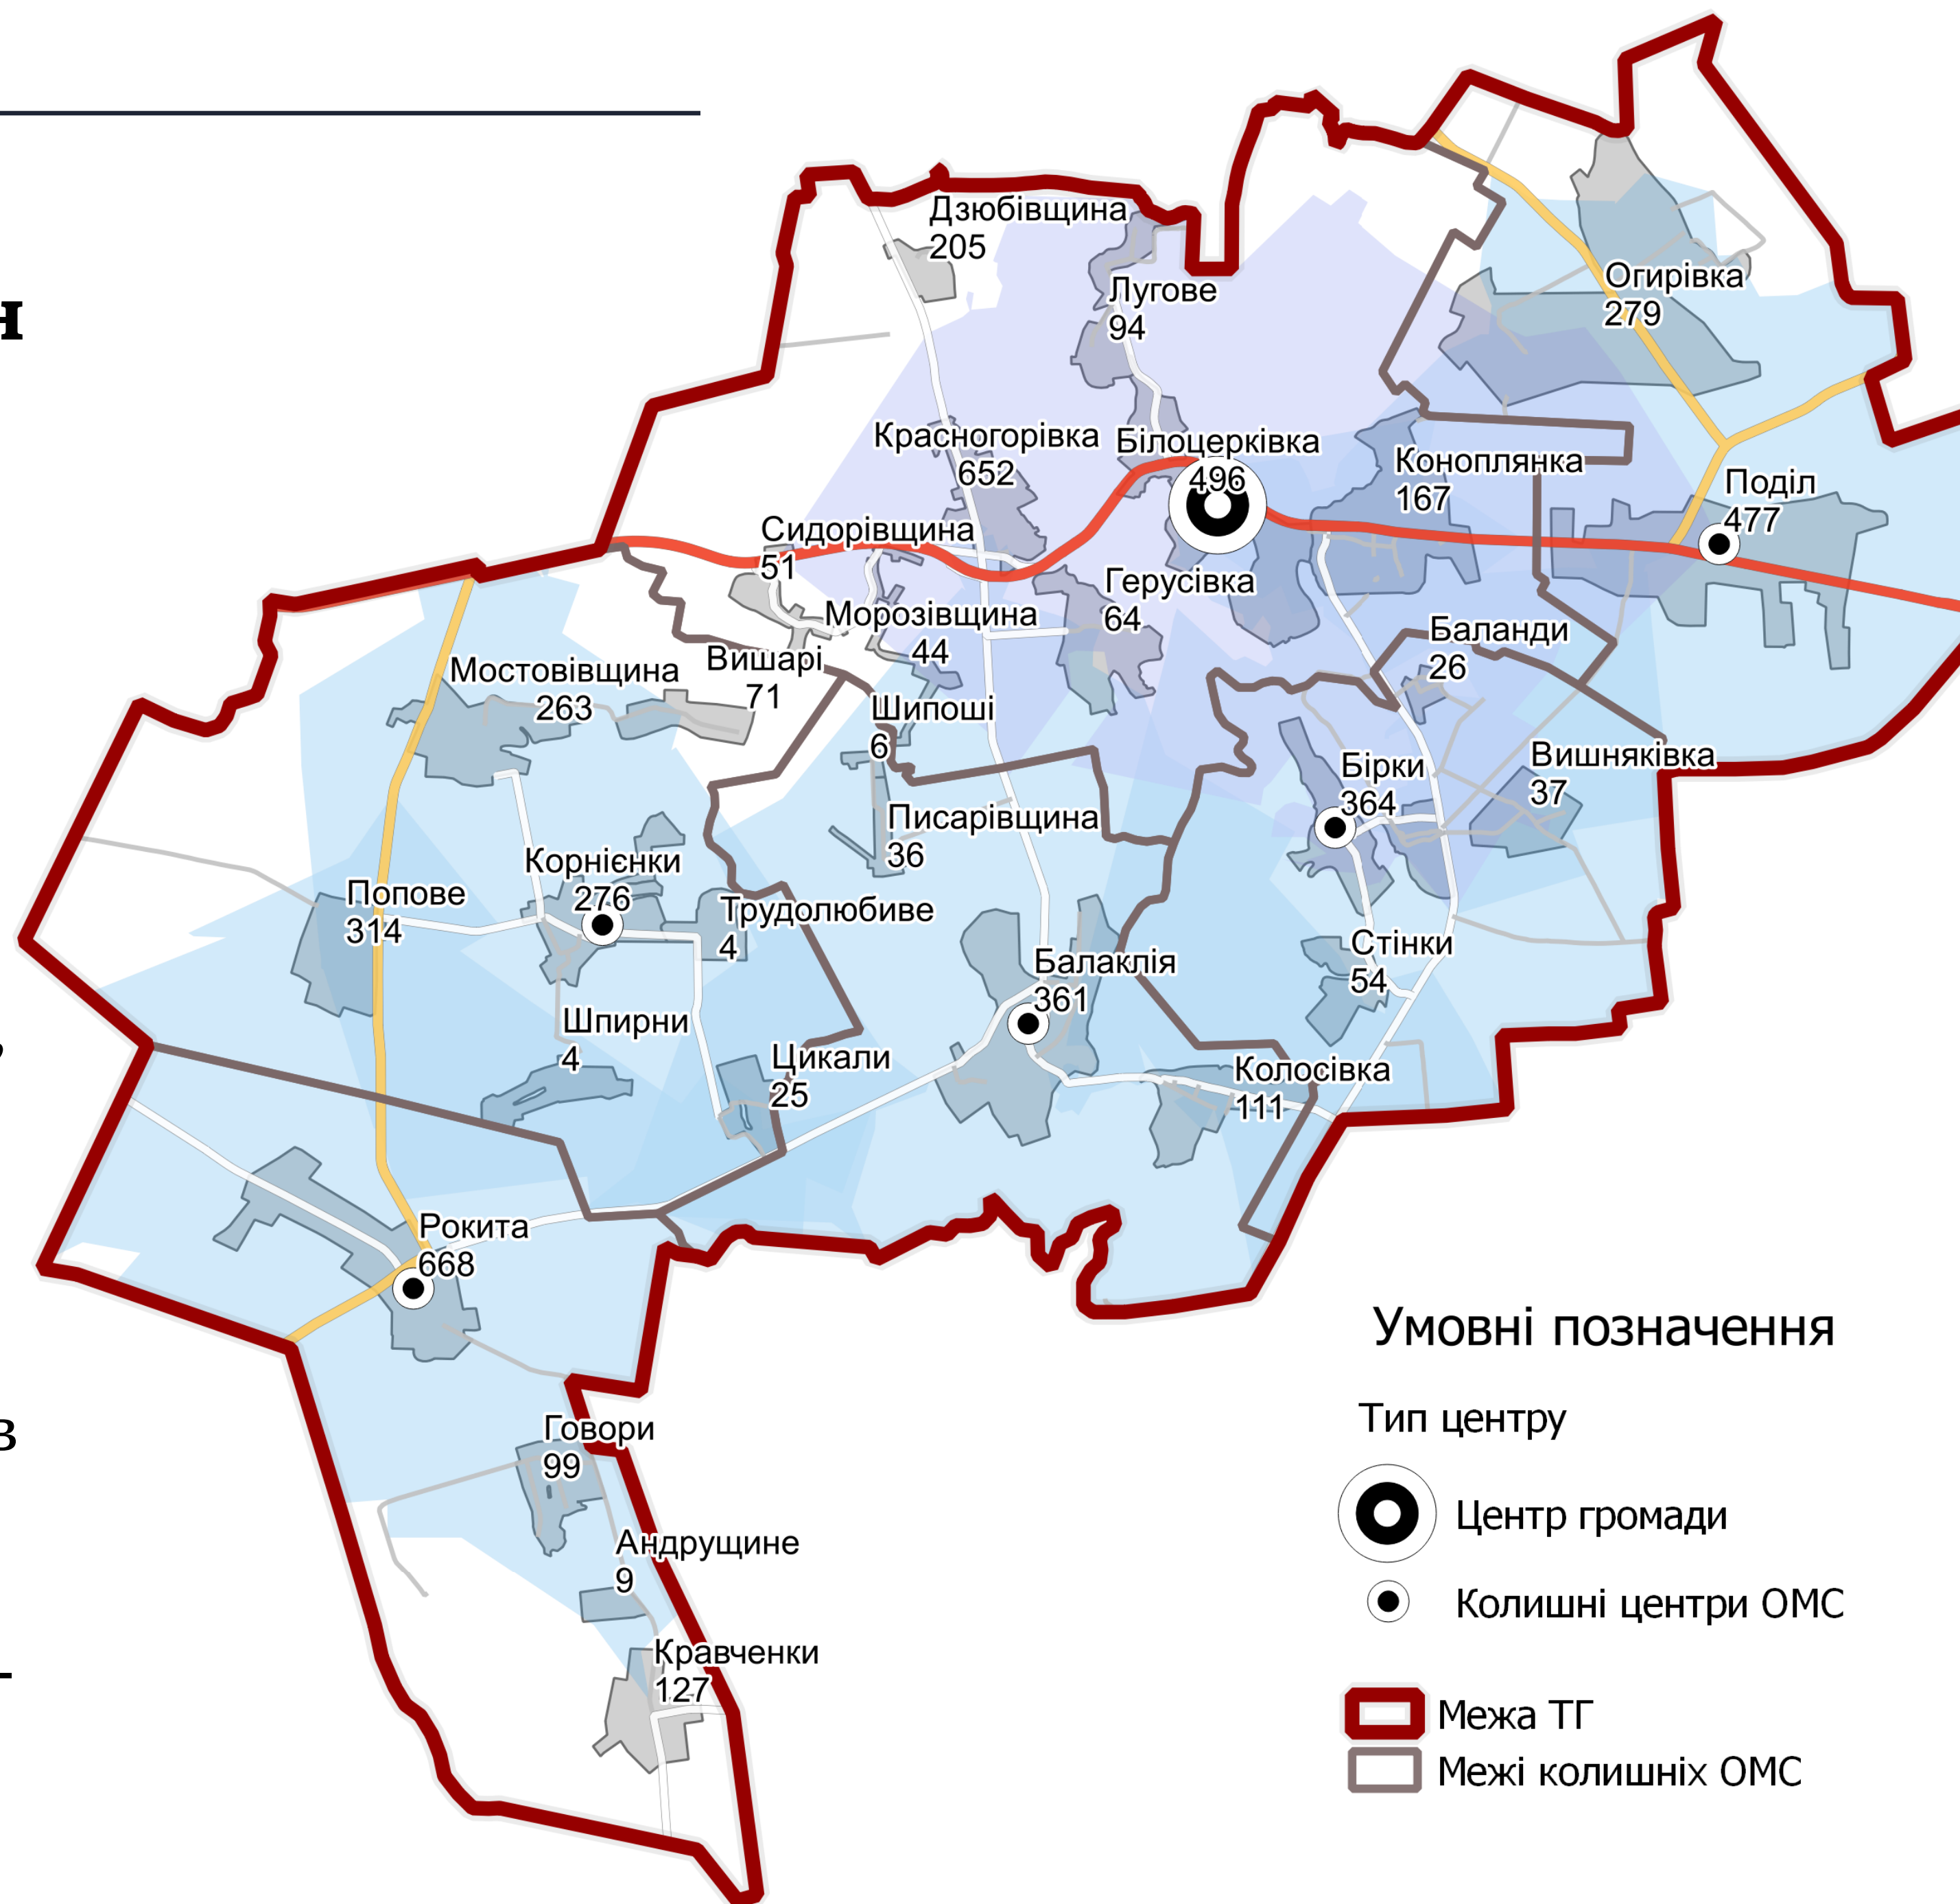 н
,
в
-
Дзюбівщина
205
Лугове
94
Огирівка
279
Красногорівка
652
Білоцерківка
496
Коноплянка
167
Поділ
477
Сидорівщина
51
Герусівка
64
Морозівщина
44
Баланди
26
Вишарі
71
Мостовівщина
263
Шипоші
6
Бірки
364
Вишняківка
37
Писарівщина
36
Корнієнки
276
Попове
314
Трудолюбиве
4
Стінки
54
Балаклія
361
Шпирни
4
Цикали
25
Колосівка
111
Рокита
668
Говори
99
Андрущине
9
Кравченки
127
Умовні позначення
Тип центру
Центр громади
Колишні центри ОМС
Межа ТГ
Межі колишніх ОМС